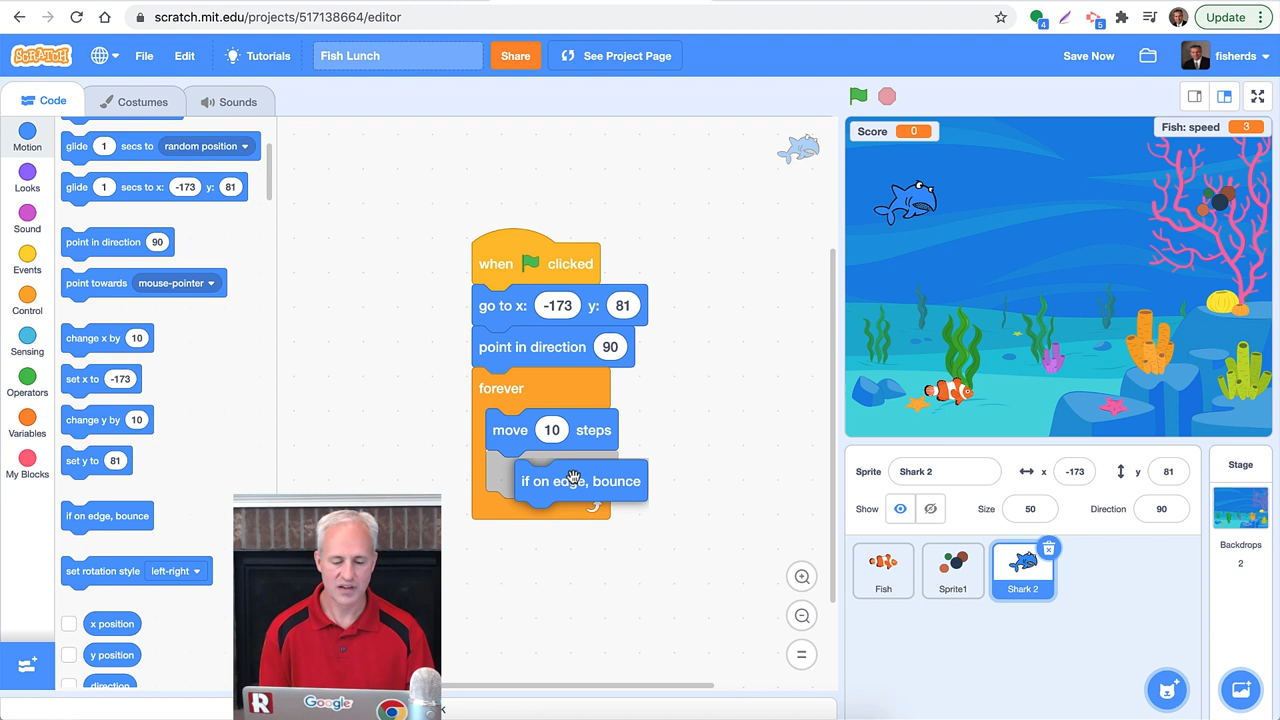 scratch.mit.edu/projects/517138664/editor
4
5
Update
SCRATCH
File
Edit
Tutorials
Fish Lunch
Share
See Project Page
Save Now
fisherds
Code
Costumes
Sounds
Motion
Looks
Sound
Events
Control
Sensing
Operators
Variables
My Blocks
glide 1 secs to random position
glide 1 secs to x: -173 y: 81
point in direction 90
point towards mouse-pointer
change x by 10
set x to -173
change y by 10
set y to 81
if on edge, bounce
set rotation style left-right
x position
y position
direction
when clicked
go to x: -173 y: 81
point in direction 90
forever
move 10 steps
if on edge, bounce
Score 0
Fish: speed 3
Sprite Shark 2 x -173 y 81
Show Size 50 Direction 90
Fish
Sprite1
Shark 2
Stage
Backdrops
2
R
Google